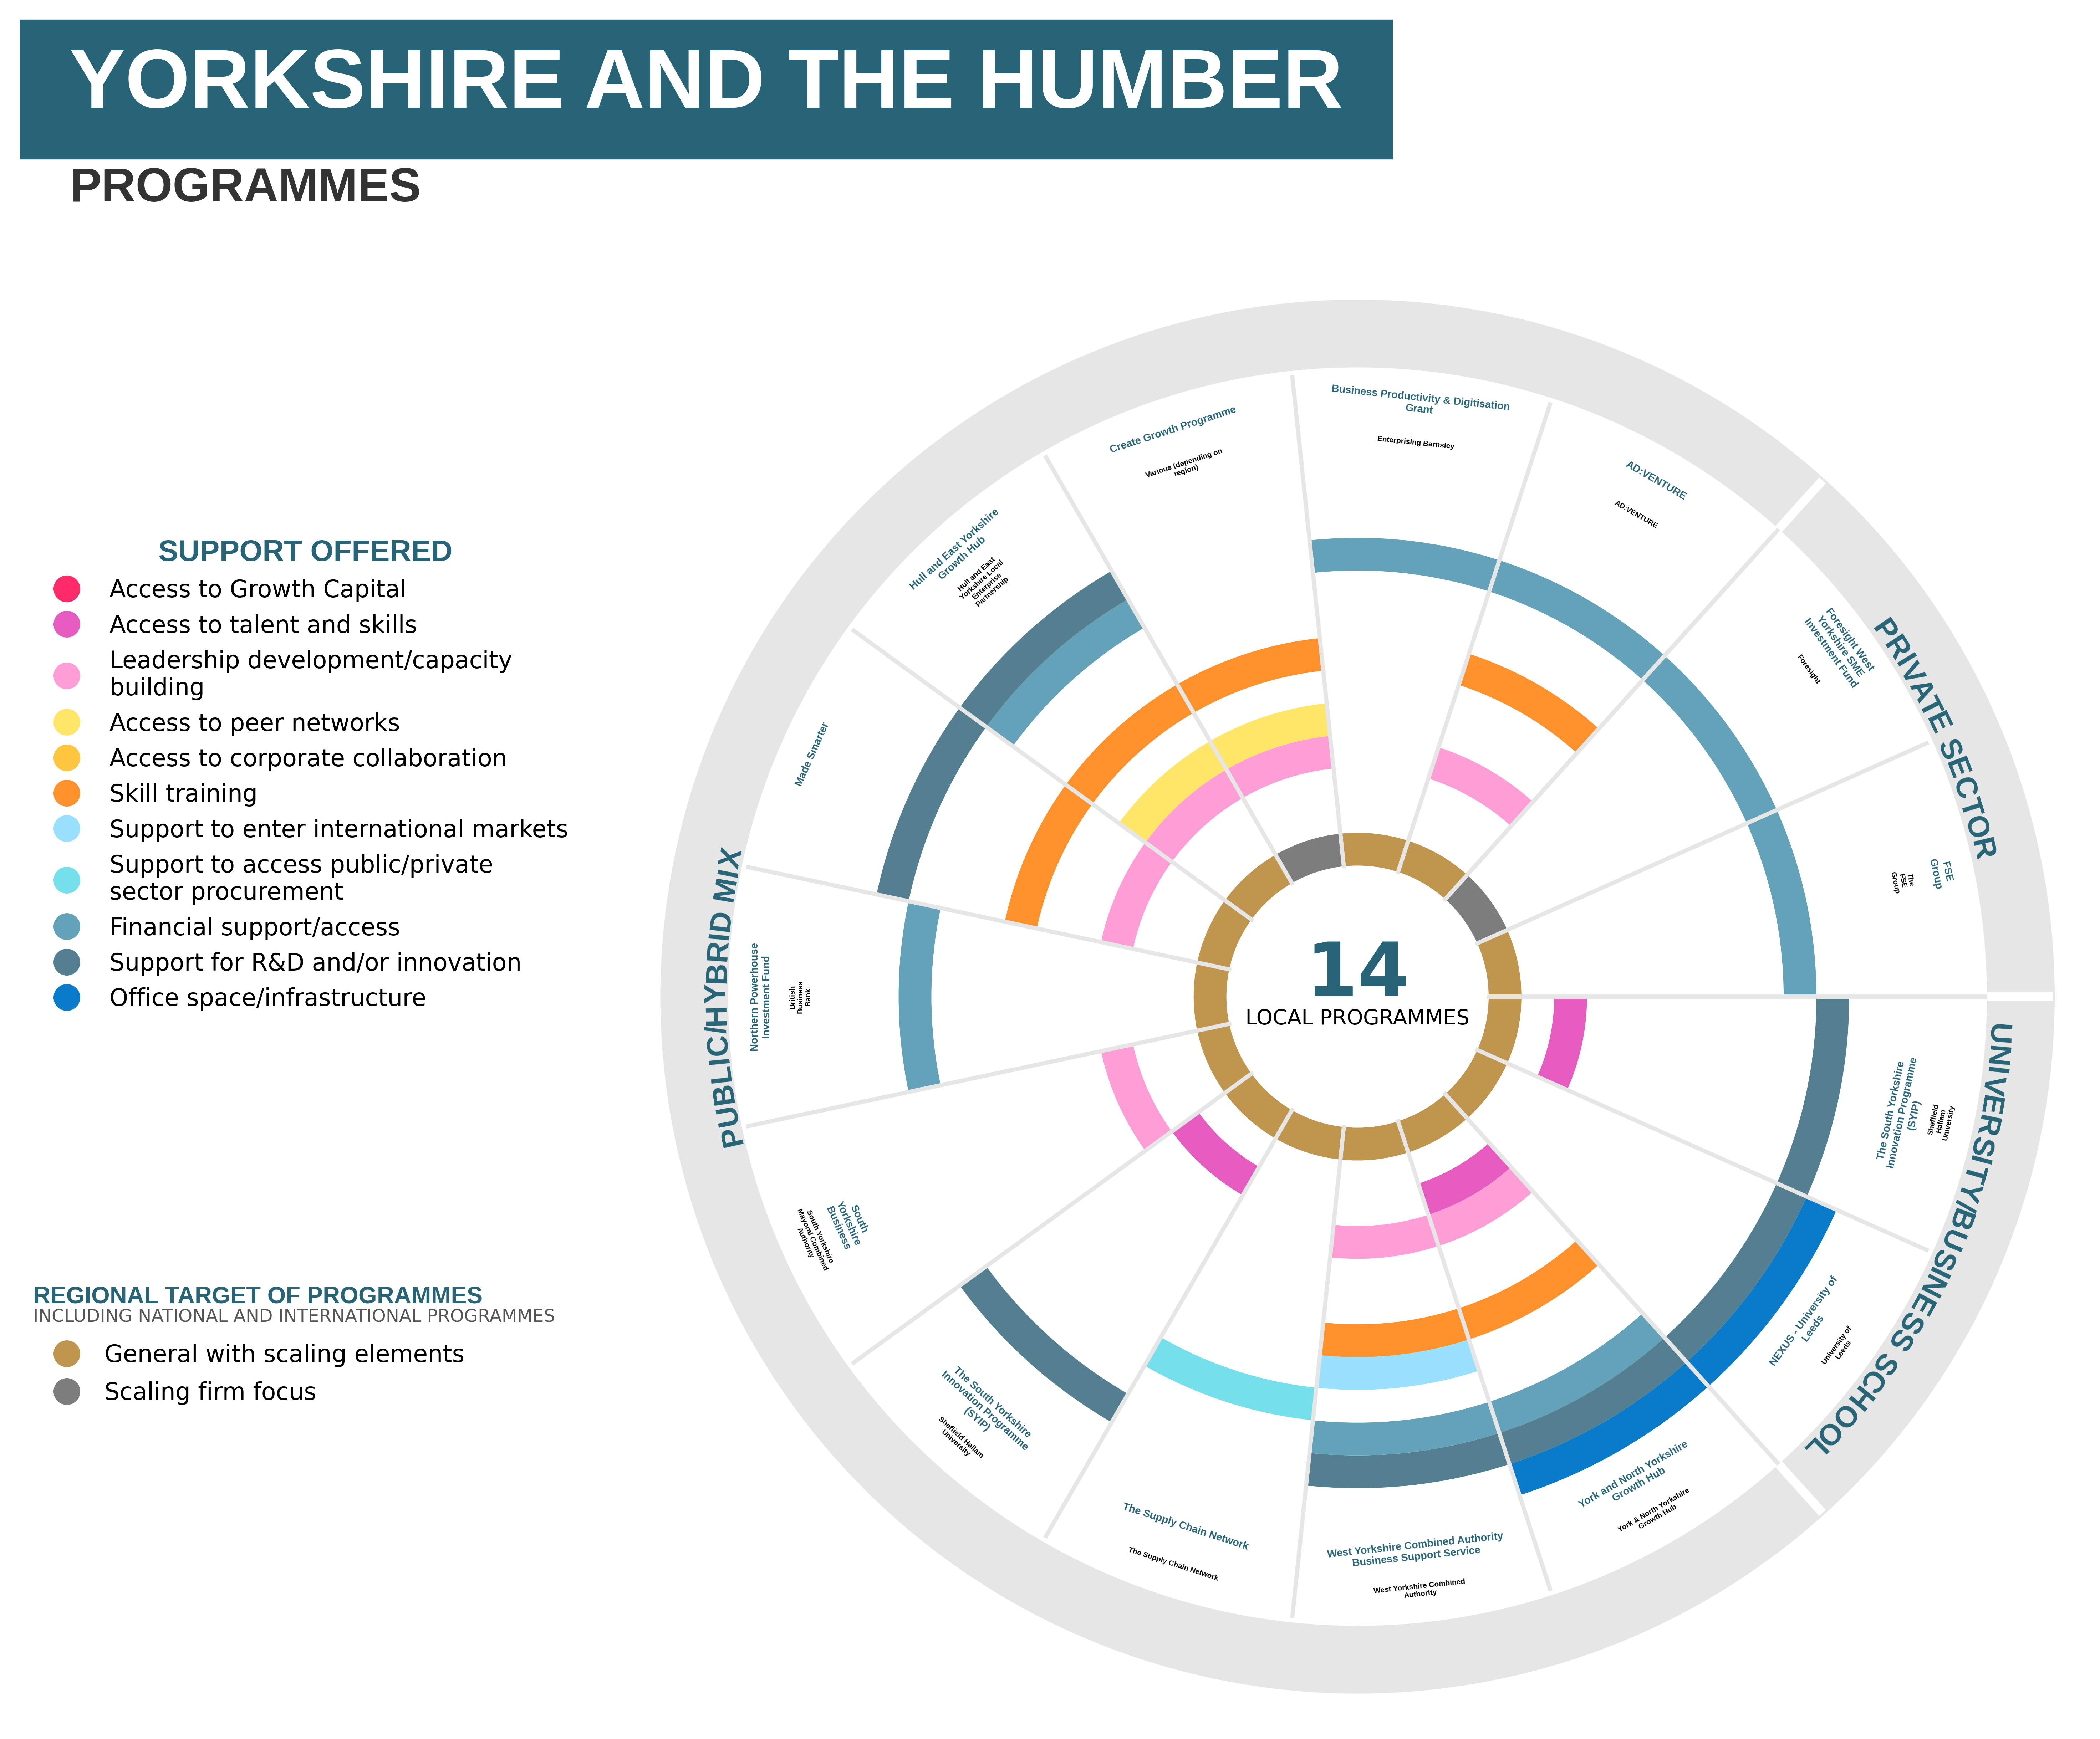 YORKSHIRE AND THE HUMBER
PROGRAMMES
SUPPORT OFFERED
Access to Growth Capital
Access to talent and skills
Leadership development/capacity
building
Access to peer networks
Access to corporate collaboration
Skill training
Support to enter international markets
Support to access public/private
sector procurement
Financial support/access
Support for R&D and/or innovation
Office space/infrastructure
REGIONAL TARGET OF PROGRAMMES
INCLUDING NATIONAL AND INTERNATIONAL PROGRAMMES
General with scaling elements
Scaling firm focus
14
LOCAL PROGRAMMES
PUBLIC/HYBRID MIX
Business Productivity & Digitisation
Grant
Enterprising Barnsley
AD:VENTURE
AD:VENTURE
PRIVATE SECTOR
Foresight West
Yorkshire SME
Investment Fund
Foresight
FSE
Group
The
FSE
Group
UNIVERSITY/BUSINESS SCHOOL
The South Yorkshire
Innovation Programme
(SYIP)
Sheffield
Hallam
University
NEXUS - University of
Leeds
University of
Leeds
York and North Yorkshire
Growth Hub
York & North Yorkshire
Growth Hub
West Yorkshire Combined Authority
Business Support Service
West Yorkshire Combined
Authority
The Supply Chain Network
The Supply Chain Network
The South Yorkshire
Innovation Programme
(SYIP)
Sheffield Hallam
University
South
Yorkshire
Business
South Yorkshire
Mayoral Combined
Authority
Northern Powerhouse
Investment Fund
British
Business
Bank
Made Smarter
Hull and East Yorkshire
Growth Hub
Hull and East
Yorkshire Local
Enterprise
Partnership
Create Growth Programme
Various (depending on
region)